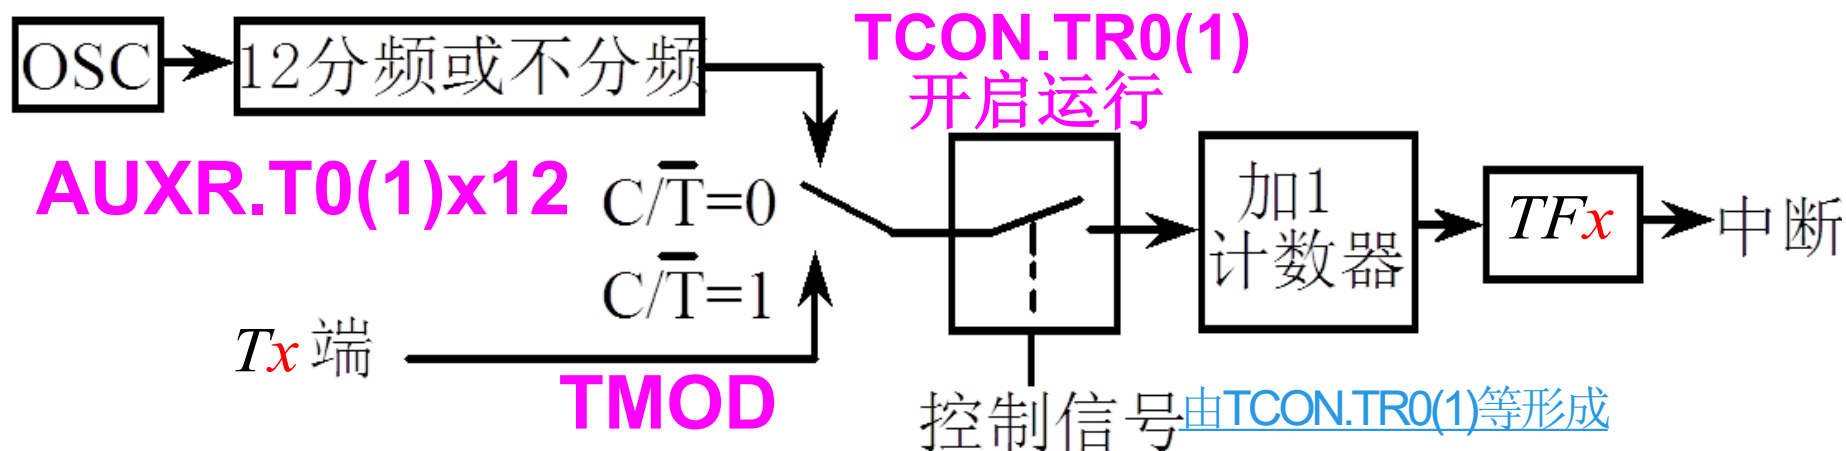 OSC
12分频或不分频
TCON.TR0(1)
开启运行
AUXR.T0(1)x12
C/T̅=0
C/T̅=1
加1
计数器
TFx
中断
Tx 端
TMOD
控制信号由TCON.TR0(1)等形成